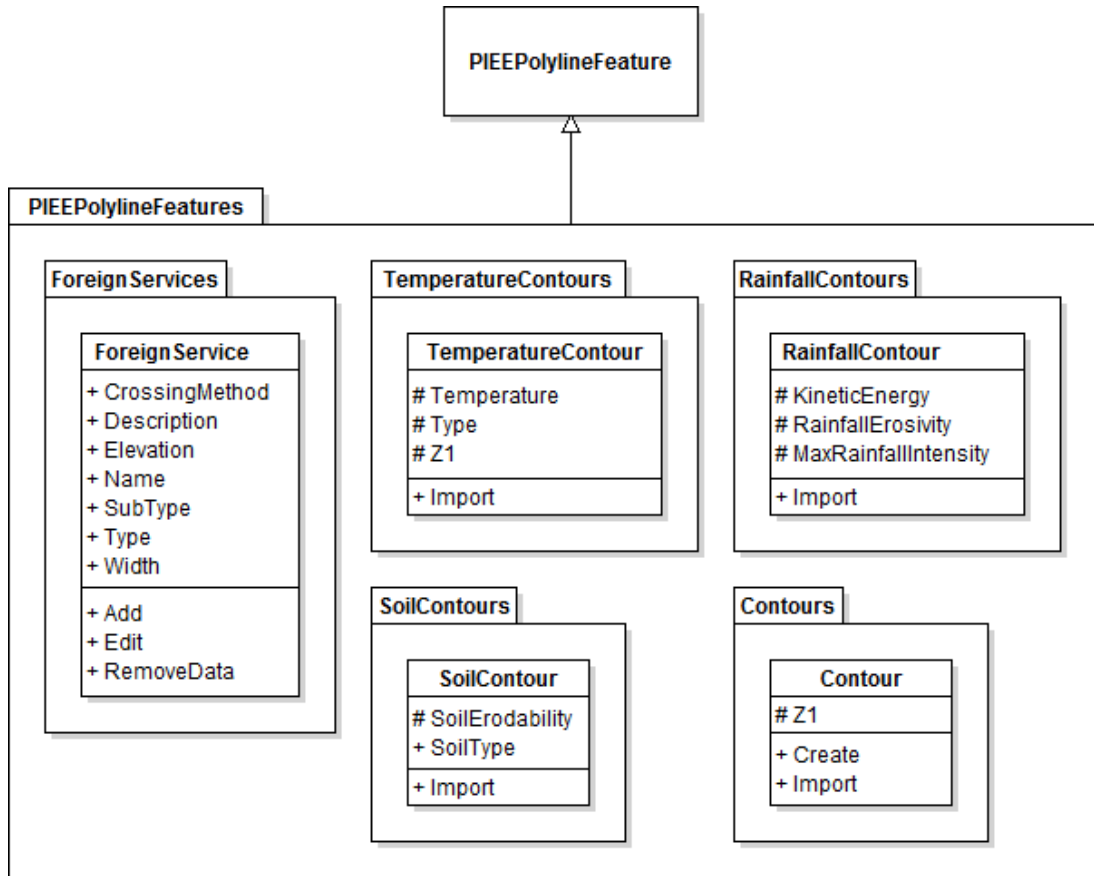 PIEEPolylineFeature
PIEEPolylineFeatures
ForeignServices
ForeignService
+ CrossingMethod
+ Description
+ Elevation
+ Name
+ SubType
+ Type
+ Width
+ Add
+ Edit
+ RemoveData
TemperatureContours
TemperatureContour
# Temperature
# Type
# Z1
+ Import
RainfallContours
RainfallContour
# KineticEnergy
# RainfallErosivity
# MaxRainfallIntensity
+ Import
SoilContours
SoilContour
# SoilErodability
+ SoilType
+ Import
Contours
Contour
# Z1
+ Create
+ Import